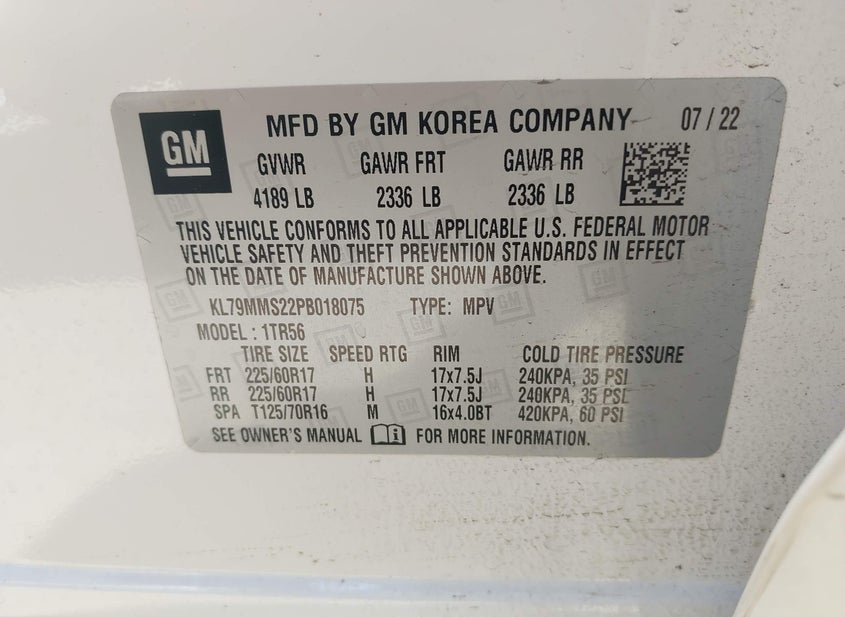 GM MFD BY GM KOREA COMPANY 07 / 22
GVWR GAWR FRT GAWR RR
4189 LB 2336 LB 2336 LB
THIS VEHICLE CONFORMS TO ALL APPLICABLE U.S. FEDERAL MOTOR
VEHICLE SAFETY AND THEFT PREVENTION STANDARDS IN EFFECT
ON THE DATE OF MANUFACTURE SHOWN ABOVE.
KL79MMS22PB018075 TYPE: MPV
MODEL : 1TR56
TIRE SIZE SPEED RTG RIM COLD TIRE PRESSURE
FRT 225/60R17 H 17x7.5J 240KPA, 35 PSI
RR 225/60R17 H 17x7.5J 240KPA, 35 PSI
SPA T125/70R16 M 16x4.0BT 420KPA, 60 PSI
SEE OWNER'S MANUAL FOR MORE INFORMATION.